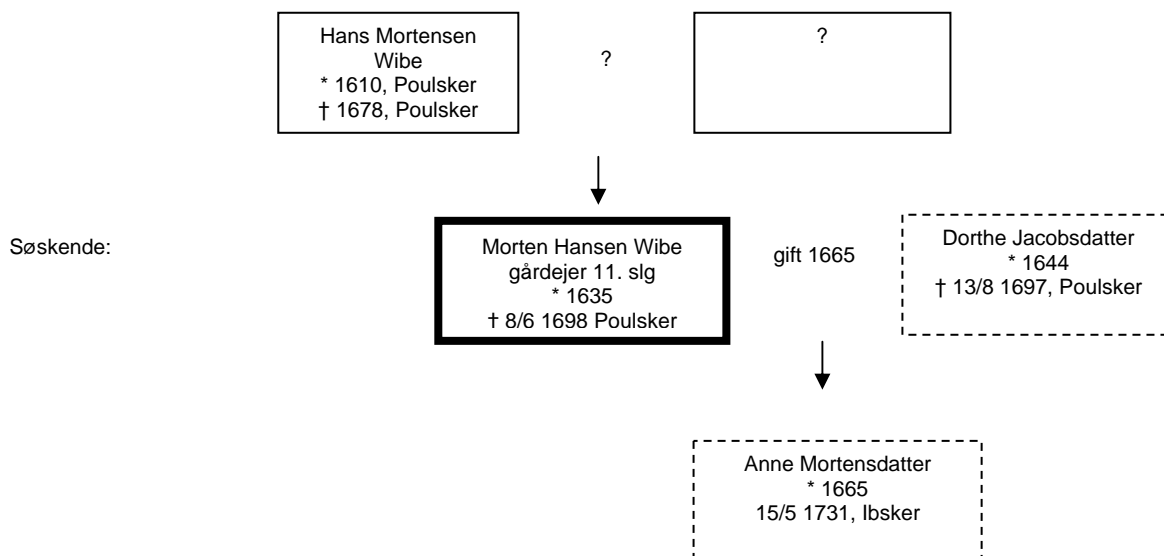 Hans Mortensen
Wibe
* 1610, Poulsker
† 1678, Poulsker
?
?
Søskende:
Morten Hansen Wibe
gårdejer 11. slg
* 1635
† 8/6 1698 Poulsker
gift 1665
Dorthe Jacobsdatter
* 1644
† 13/8 1697, Poulsker
Anne Mortensdatter
* 1665
15/5 1731, Ibsker